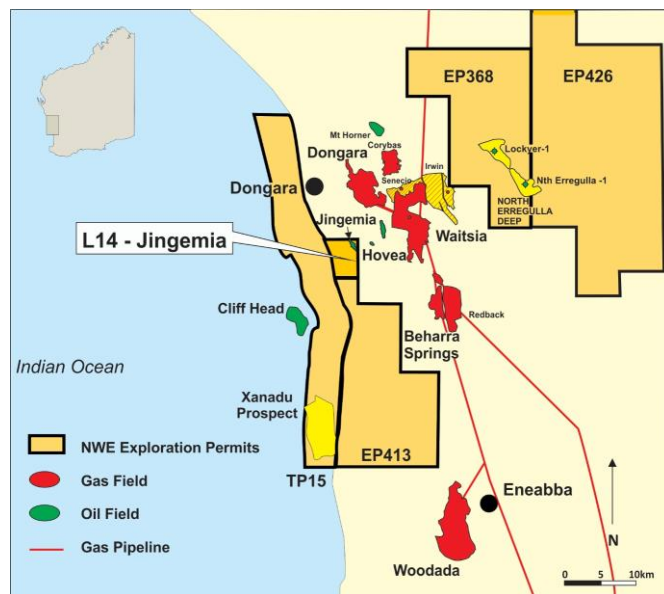 EP368
EP426
Mt Horner
Corybas
Dongara
Senecio
Irwin
Lockyer-1
Nth Erregulla -1
NORTH
ERREGULLA
DEEP
Dongara
Jingemia
Waitsia
L14 - Jingemia
Hovea
Cliff Head
Redback
Beharra
Springs
Indian Ocean
Xanadu
Prospect
NWE Exploration Permits
EP413
TP15
Gas Field
Oil Field
Gas Pipeline
Eneabba
Woodada
N
0 5 10km